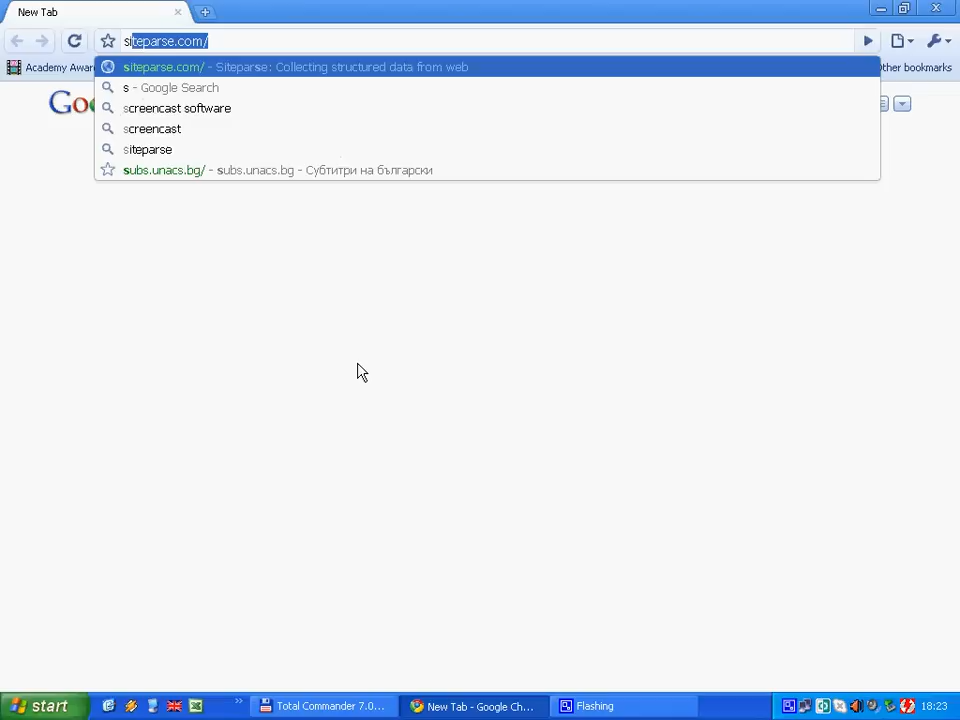 New Tab
siteparse.com/
Academy Awar
Other bookmarks
siteparse.com/ - Siteparse: Collecting structured data from web
s - Google Search
screencast software
screencast
siteparse
subs.unacs.bg/ - subs.unacs.bg - Субтитри на български
Goo
start
Total Commander 7.0...
New Tab - Google Ch...
Flashing
18:23